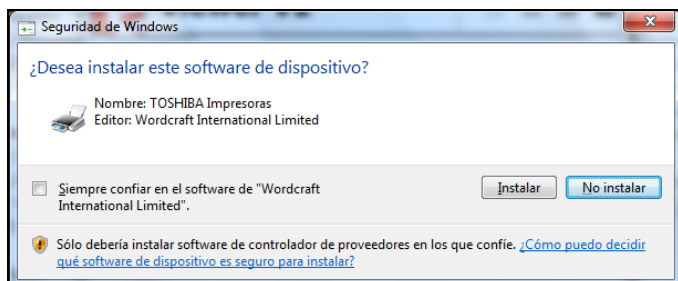 Seguridad de Windows
¿Desea instalar este software de dispositivo?
Nombre: TOSHIBA Impresoras
Editor: Wordcraft International Limited
Siempre confiar en el software de "Wordcraft
International Limited".
Instalar
No instalar
Sólo debería instalar software de controlador de proveedores en los que confíe. ¿Cómo puedo decidir
qué software de dispositivo es seguro para instalar?